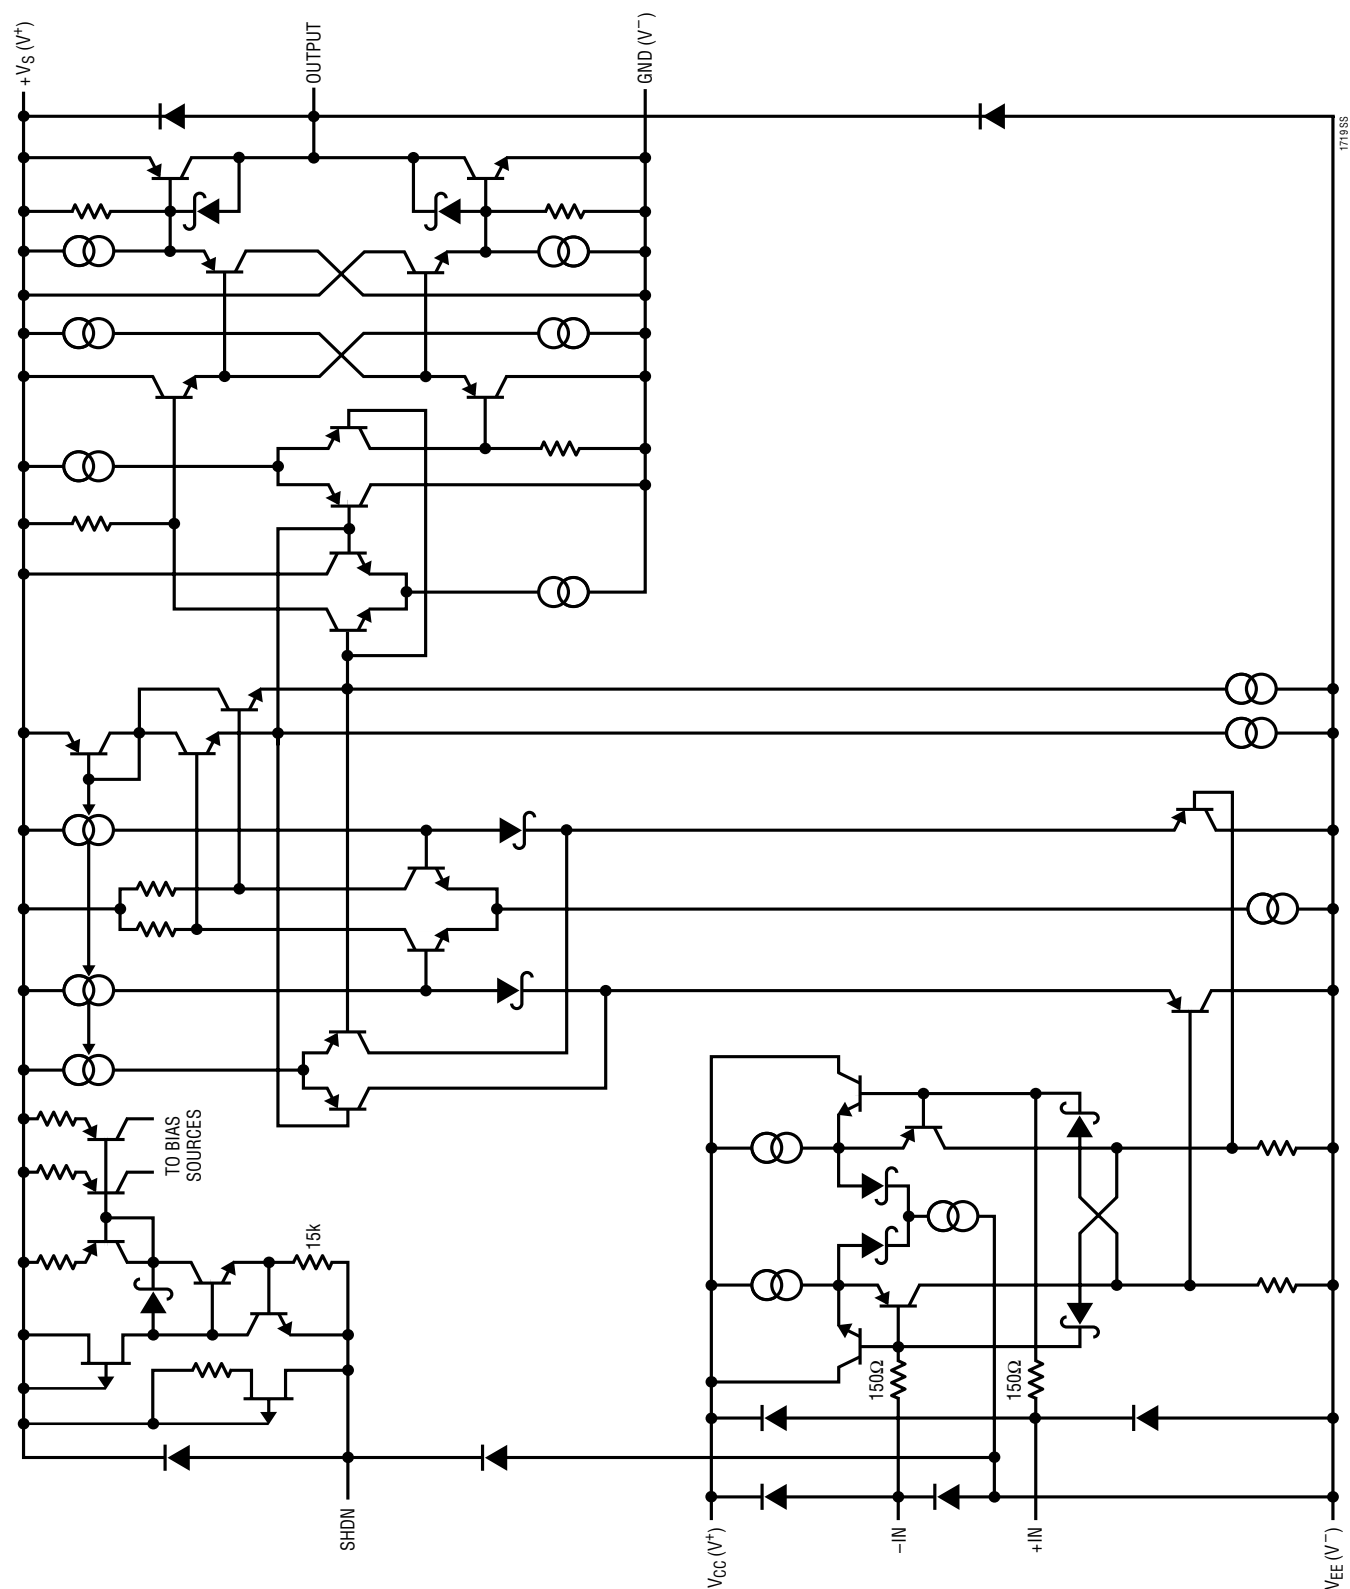 +VS (V+)
OUTPUT
GND (V−)
1719 SS
TO BIAS
SOURCES
15k
150Ω
150Ω
SHDN
VCC (V+)
−IN
+IN
VEE (V−)